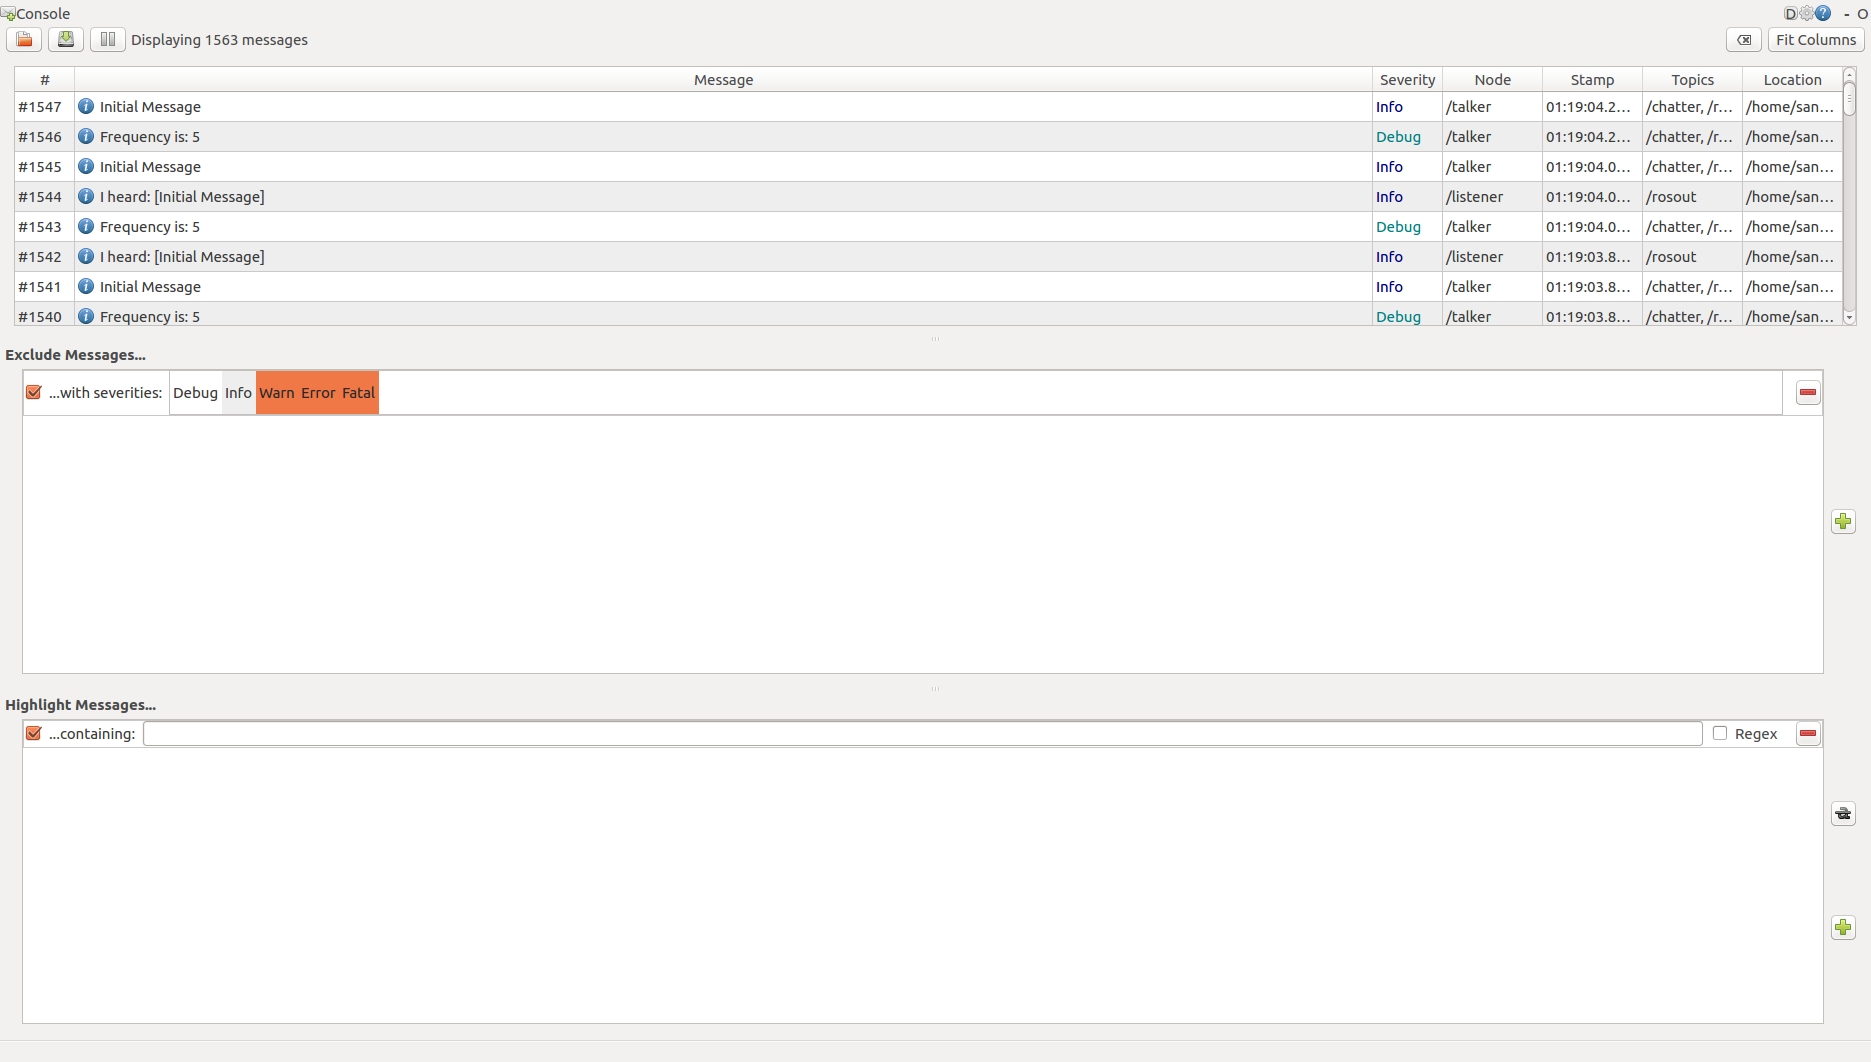 Console D ? - O
Displaying 1563 messages Fit Columns
# Message Severity Node Stamp Topics Location
#1547 Initial Message Info /talker 01:19:04.2... /chatter, /r... /home/san...
#1546 Frequency is: 5 Debug /talker 01:19:04.2... /chatter, /r... /home/san...
#1545 Initial Message Info /talker 01:19:04.0... /chatter, /r... /home/san...
#1544 I heard: [Initial Message] Info /listener 01:19:04.0... /rosout /home/san...
#1543 Frequency is: 5 Debug /talker 01:19:04.0... /chatter, /r... /home/san...
#1542 I heard: [Initial Message] Info /listener 01:19:03.8... /rosout /home/san...
#1541 Initial Message Info /talker 01:19:03.8... /chatter, /r... /home/san...
#1540 Frequency is: 5 Debug /talker 01:19:03.8... /chatter, /r... /home/san...
Exclude Messages...
...with severities: Debug Info Warn Error Fatal
Highlight Messages...
...containing: Regex